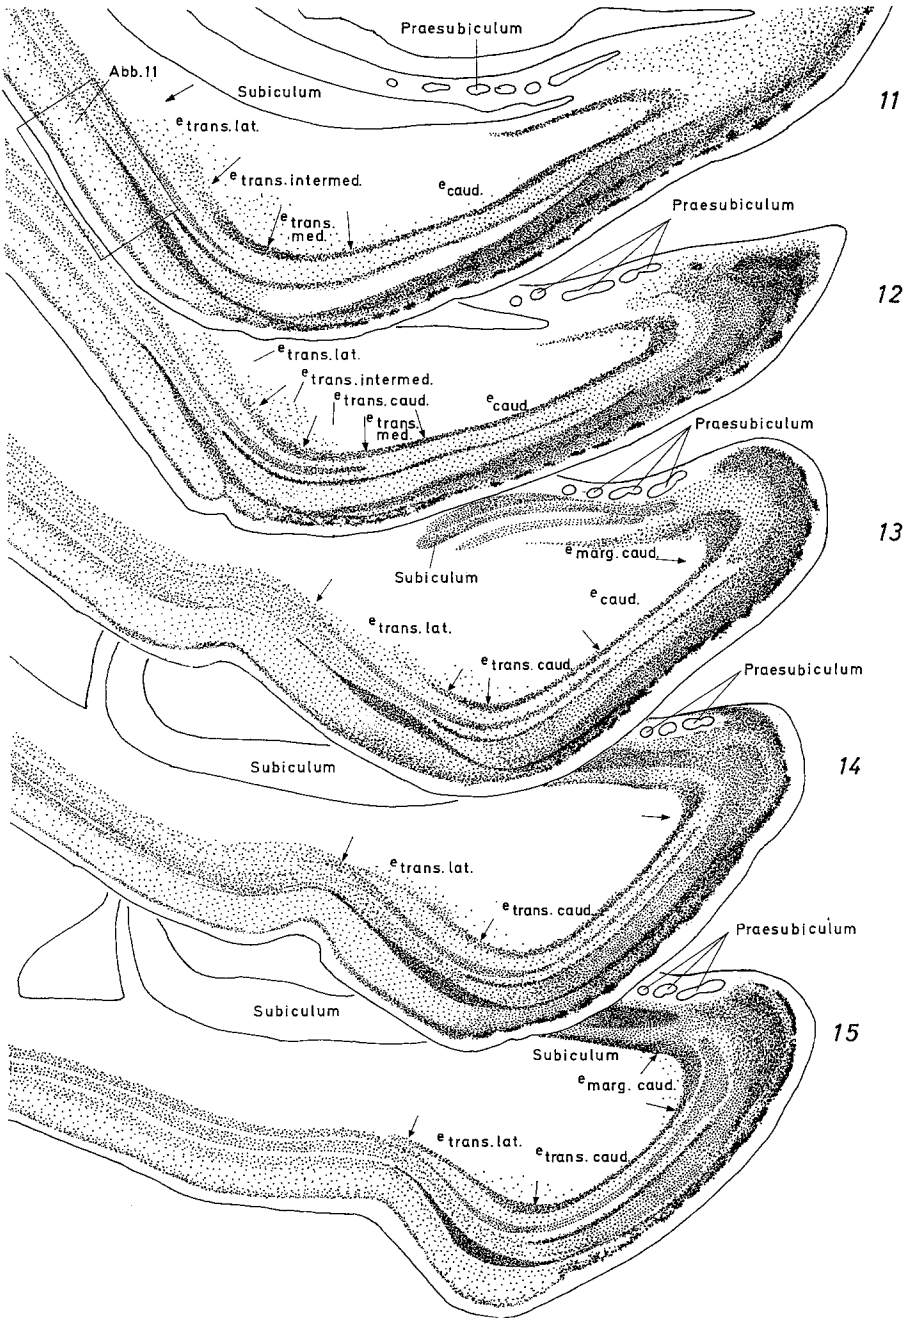 Praesubiculum
Abb.11
Subiculum
11
e trans.lat.
e trans.intermed.
e caud.
e trans.
med.
Praesubiculum
12
e trans.lat.
e trans.intermed.
e trans.caud.
e caud.
e trans.
med.
Praesubiculum
13
e marg.caud.
Subiculum
e caud.
e trans.lat.
e trans.caud.
Praesubiculum
Subiculum
14
e trans.lat.
e trans.caud.
Praesubiculum
Subiculum
15
Subiculum
e marg. caud.
e trans.lat.
e trans.caud.